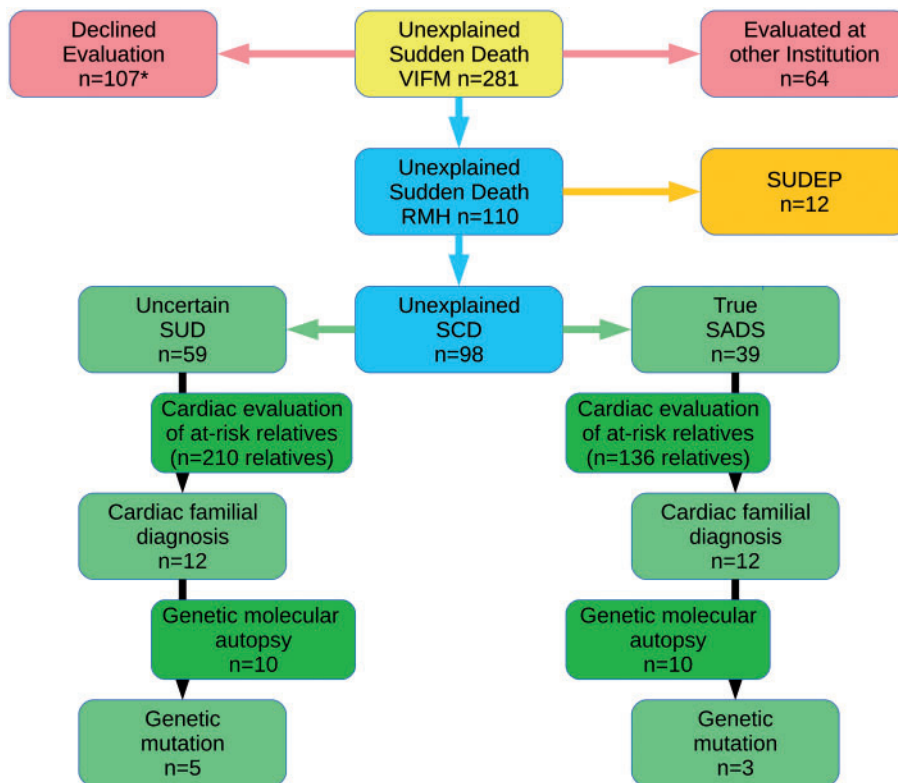 Declined
Evaluation
n=107*
Unexplained
Sudden Death
VIFM n=281
Evaluated at
other Institution
n=64
Unexplained
Sudden Death
RMH n=110
SUDEP
n=12
Uncertain
SUD
n=59
Unexplained
SCD
n=98
True
SADS
n=39
Cardiac evaluation
of at-risk relatives
(n=210 relatives)
Cardiac evaluation
of at-risk relatives
(n=136 relatives)
Cardiac familial
diagnosis
n=12
Cardiac familial
diagnosis
n=12
Genetic molecular
autopsy
n=10
Genetic molecular
autopsy
n=10
Genetic
mutation
n=5
Genetic
mutation
n=3